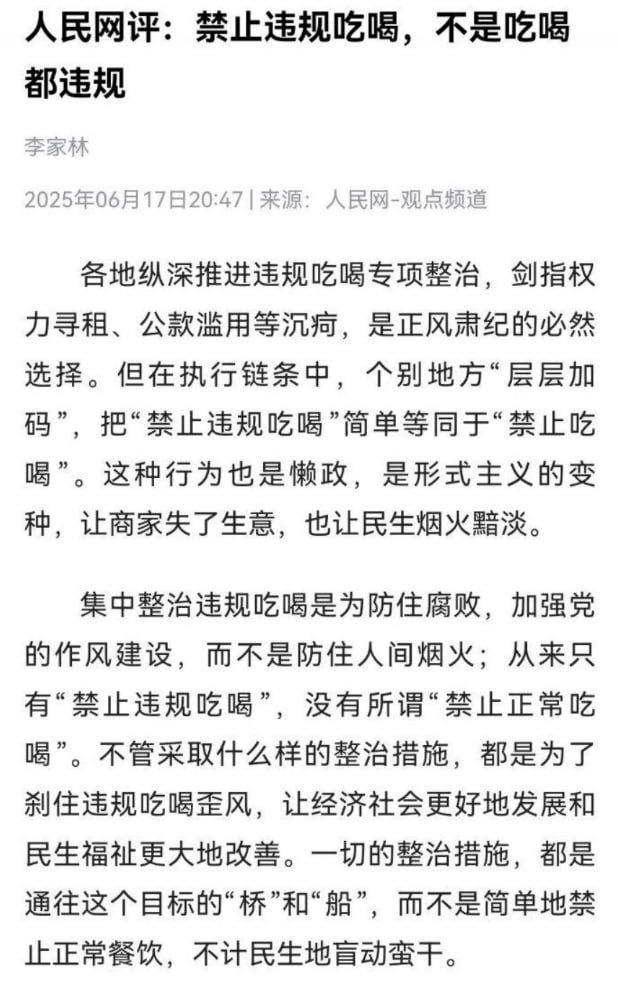 人民网评：禁止违规吃喝，不是吃喝
都违规
李家林
2025年06月17日20:47 | 来源：人民网-观点频道
各地纵深推进违规吃喝专项整治，剑指权
力寻租、公款滥用等沉疴，是正风肃纪的必然
选择。但在执行链条中，个别地方“层层加
码”，把“禁止违规吃喝”简单等同于“禁止吃
喝”。这种行为也是懒政，是形式主义的变
种，让商家失了生意，也让民生烟火黯淡。
集中整治违规吃喝是为防住腐败，加强党
的作风建设，而不是防住人间烟火；从来只
有“禁止违规吃喝”，没有所谓“禁止正常吃
喝”。不管采取什么样的整治措施，都是为了
刹住违规吃喝歪风，让经济社会更好地发展和
民生福祉更大地改善。一切的整治措施，都是
通往这个目标的“桥”和“船”，而不是简单地禁
止正常餐饮，不计民生地盲动蛮干。